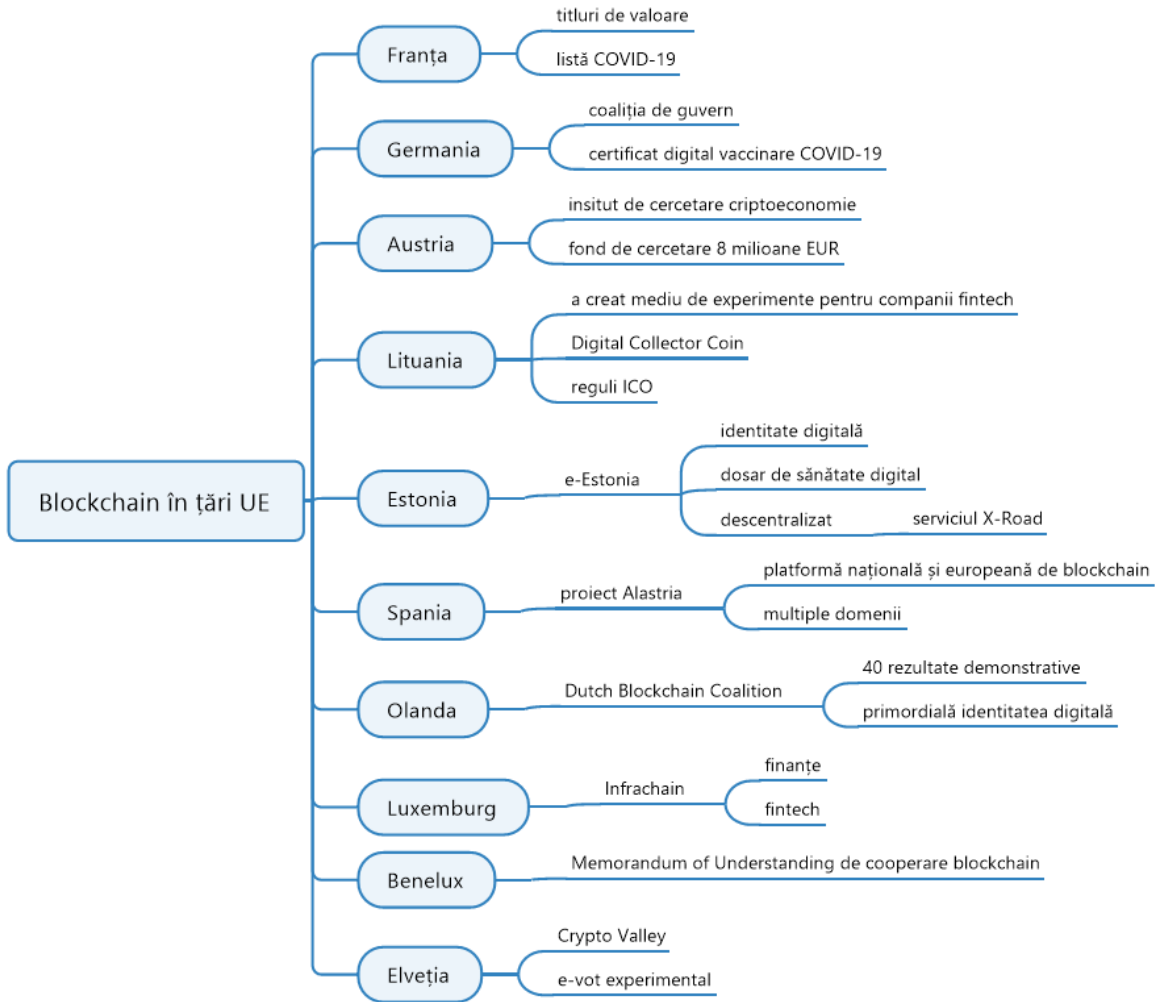 Blockchain în țări UE
Franța
titluri de valoare
listă COVID-19
Germania
coaliția de guvern
certificat digital vaccinare COVID-19
Austria
insitut de cercetare criptoeconomie
fond de cercetare 8 milioane EUR
Lituania
a creat mediu de experimente pentru companii fintech
Digital Collector Coin
reguli ICO
Estonia
e-Estonia
identitate digitală
dosar de sănătate digital
descentralizat
serviciul X-Road
Spania
proiect Alastria
platformă națională și europeană de blockchain
multiple domenii
Olanda
Dutch Blockchain Coalition
40 rezultate demonstrative
primordială identitatea digitală
Luxemburg
Infrachain
finanțe
fintech
Benelux
Memorandum of Understanding de cooperare blockchain
Elveția
Crypto Valley
e-vot experimental